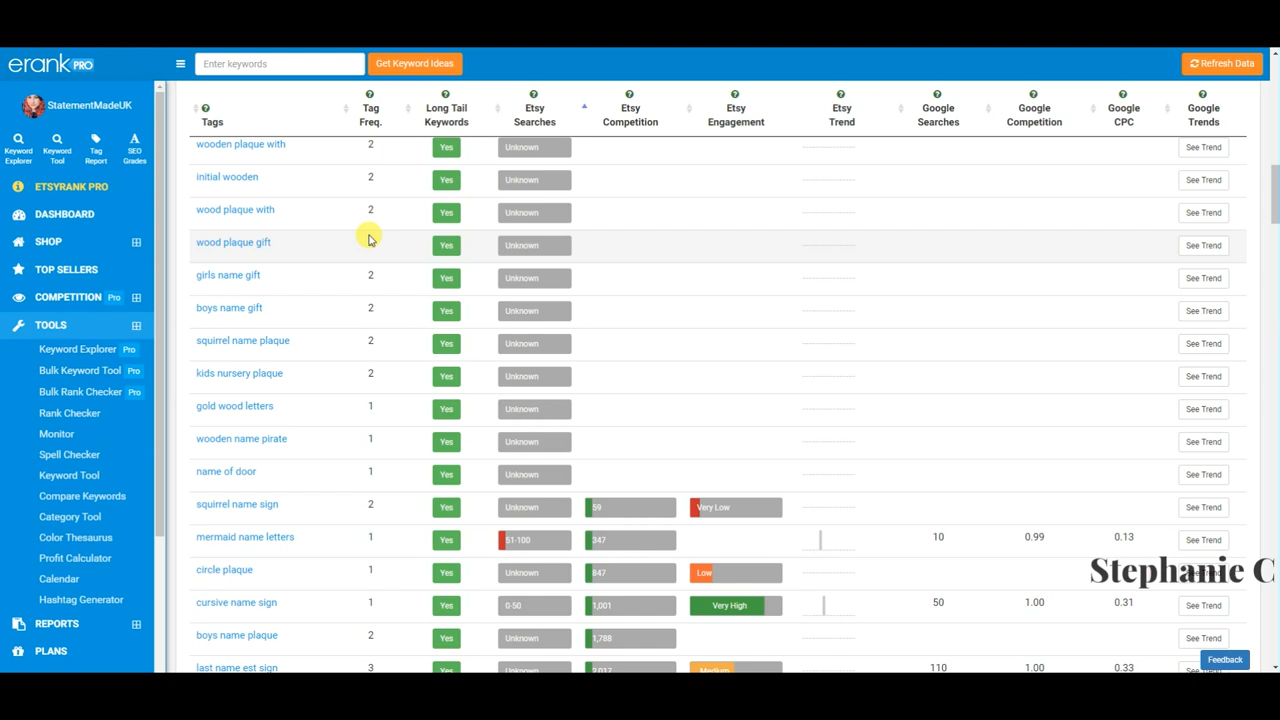 erank PRO
Enter keywords
Get Keyword Ideas
Refresh Data
StatementMadeUK
Keyword Explorer
Keyword Tool
Tag Report
SEO Grades
ETSYRANK PRO
DASHBOARD
SHOP
TOP SELLERS
COMPETITION Pro
TOOLS
Keyword Explorer Pro
Bulk Keyword Tool Pro
Bulk Rank Checker Pro
Rank Checker
Monitor
Spell Checker
Keyword Tool
Compare Keywords
Category Tool
Color Thesaurus
Profit Calculator
Calendar
Hashtag Generator
REPORTS
PLANS
Tags Tag Freq. Long Tail Keywords Etsy Searches Etsy Competition Etsy Engagement Etsy Trend Google Searches Google Competition Google CPC Google Trends
wooden plaque with 2 Yes Unknown See Trend
initial wooden 2 Yes Unknown See Trend
wood plaque with 2 Yes Unknown See Trend
wood plaque gift Yes Unknown See Trend
girls name gift 2 Yes Unknown See Trend
boys name gift 2 Yes Unknown See Trend
squirrel name plaque 2 Yes Unknown See Trend
kids nursery plaque 2 Yes Unknown See Trend
gold wood letters 1 Yes Unknown See Trend
wooden name pirate 1 Yes Unknown See Trend
name of door 1 Yes Unknown See Trend
squirrel name sign 2 Yes Unknown 59 Very Low See Trend
mermaid name letters 1 Yes 51-100 347 10 0.99 0.13 See Trend
circle plaque 1 Yes Unknown 847 Low
Stephanie C
cursive name sign 1 Yes 0-50 1,001 Very High 50 1.00 0.31 See Trend
boys name plaque 2 Yes Unknown 1,788 See Trend
last name est sign 3 Yes Unknown 2,017 Medium 110 1.00 0.33
Feedback